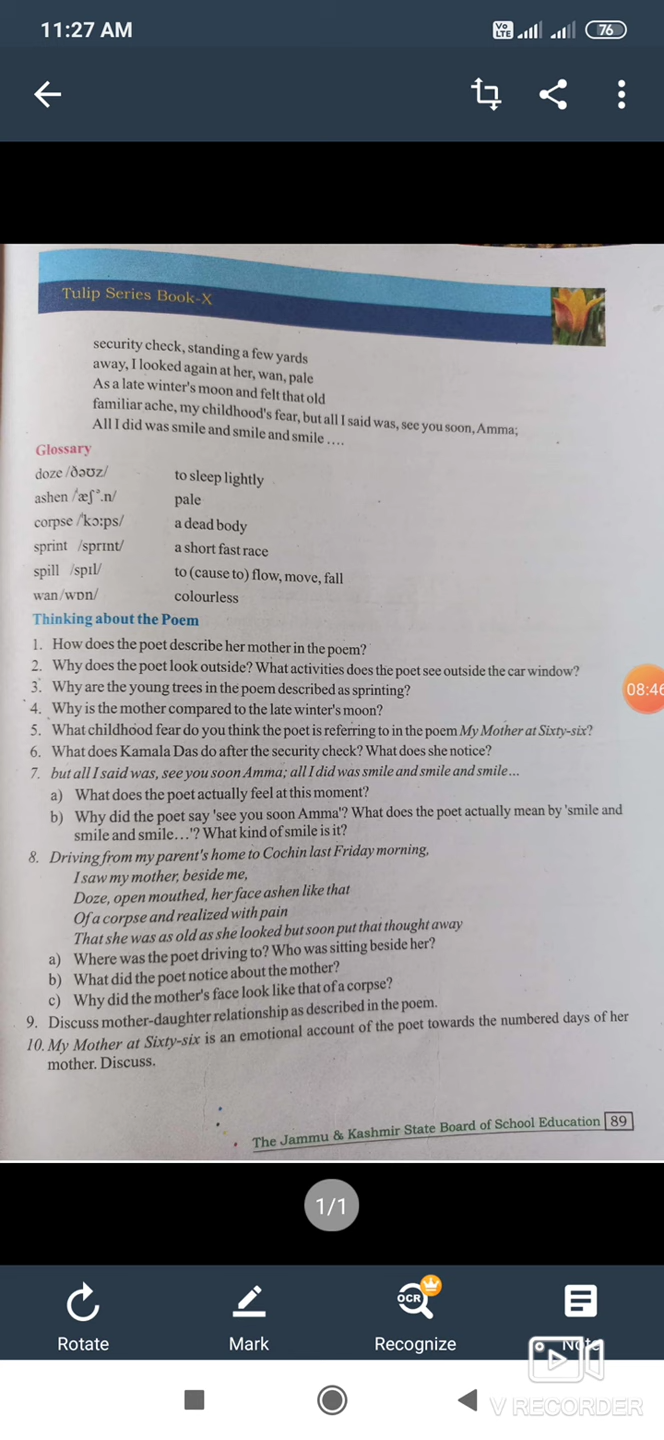 11:27 AM
Vo LTE
76
Tulip Series Book-X
security check, standing a few yards
away, I looked again at her, wan, pale
As a late winter's moon and felt that old
familiar ache, my childhood's fear, but all I said was, see you soon, Amma;
All I did was smile and smile and smile ....
Glossary
doze /ðəʊz/ to sleep lightly
ashen /ˈæʃᵊ.n/ pale
corpse /ˈkɔːps/ a dead body
sprint /sprɪnt/ a short fast race
spill /spɪl/ to (cause to) flow, move, fall
wan/wɒn/ colourless
Thinking about the Poem
1. How does the poet describe her mother in the poem?
2. Why does the poet look outside? What activities does the poet see outside the car window?
3. Why are the young trees in the poem described as sprinting?
4. Why is the mother compared to the late winter's moon?
5. What childhood fear do you think the poet is referring to in the poem My Mother at Sixty-six?
6. What does Kamala Das do after the security check? What does she notice?
7. but all I said was, see you soon Amma; all I did was smile and smile and smile...
a) What does the poet actually feel at this moment?
b) Why did the poet say 'see you soon Amma'? What does the poet actually mean by 'smile and
smile and smile...'? What kind of smile is it?
8. Driving from my parent's home to Cochin last Friday morning,
I saw my mother, beside me,
Doze, open mouthed, her face ashen like that
Of a corpse and realized with pain
That she was as old as she looked but soon put that thought away
a) Where was the poet driving to? Who was sitting beside her?
b) What did the poet notice about the mother?
c) Why did the mother's face look like that of a corpse?
9. Discuss mother-daughter relationship as described in the poem.
10. My Mother at Sixty-six is an emotional account of the poet towards the numbered days of her
mother. Discuss.
The Jammu & Kashmir State Board of School Education 89
08:46
1/1
OCR
Rotate Mark Recognize Note
V RECORDER